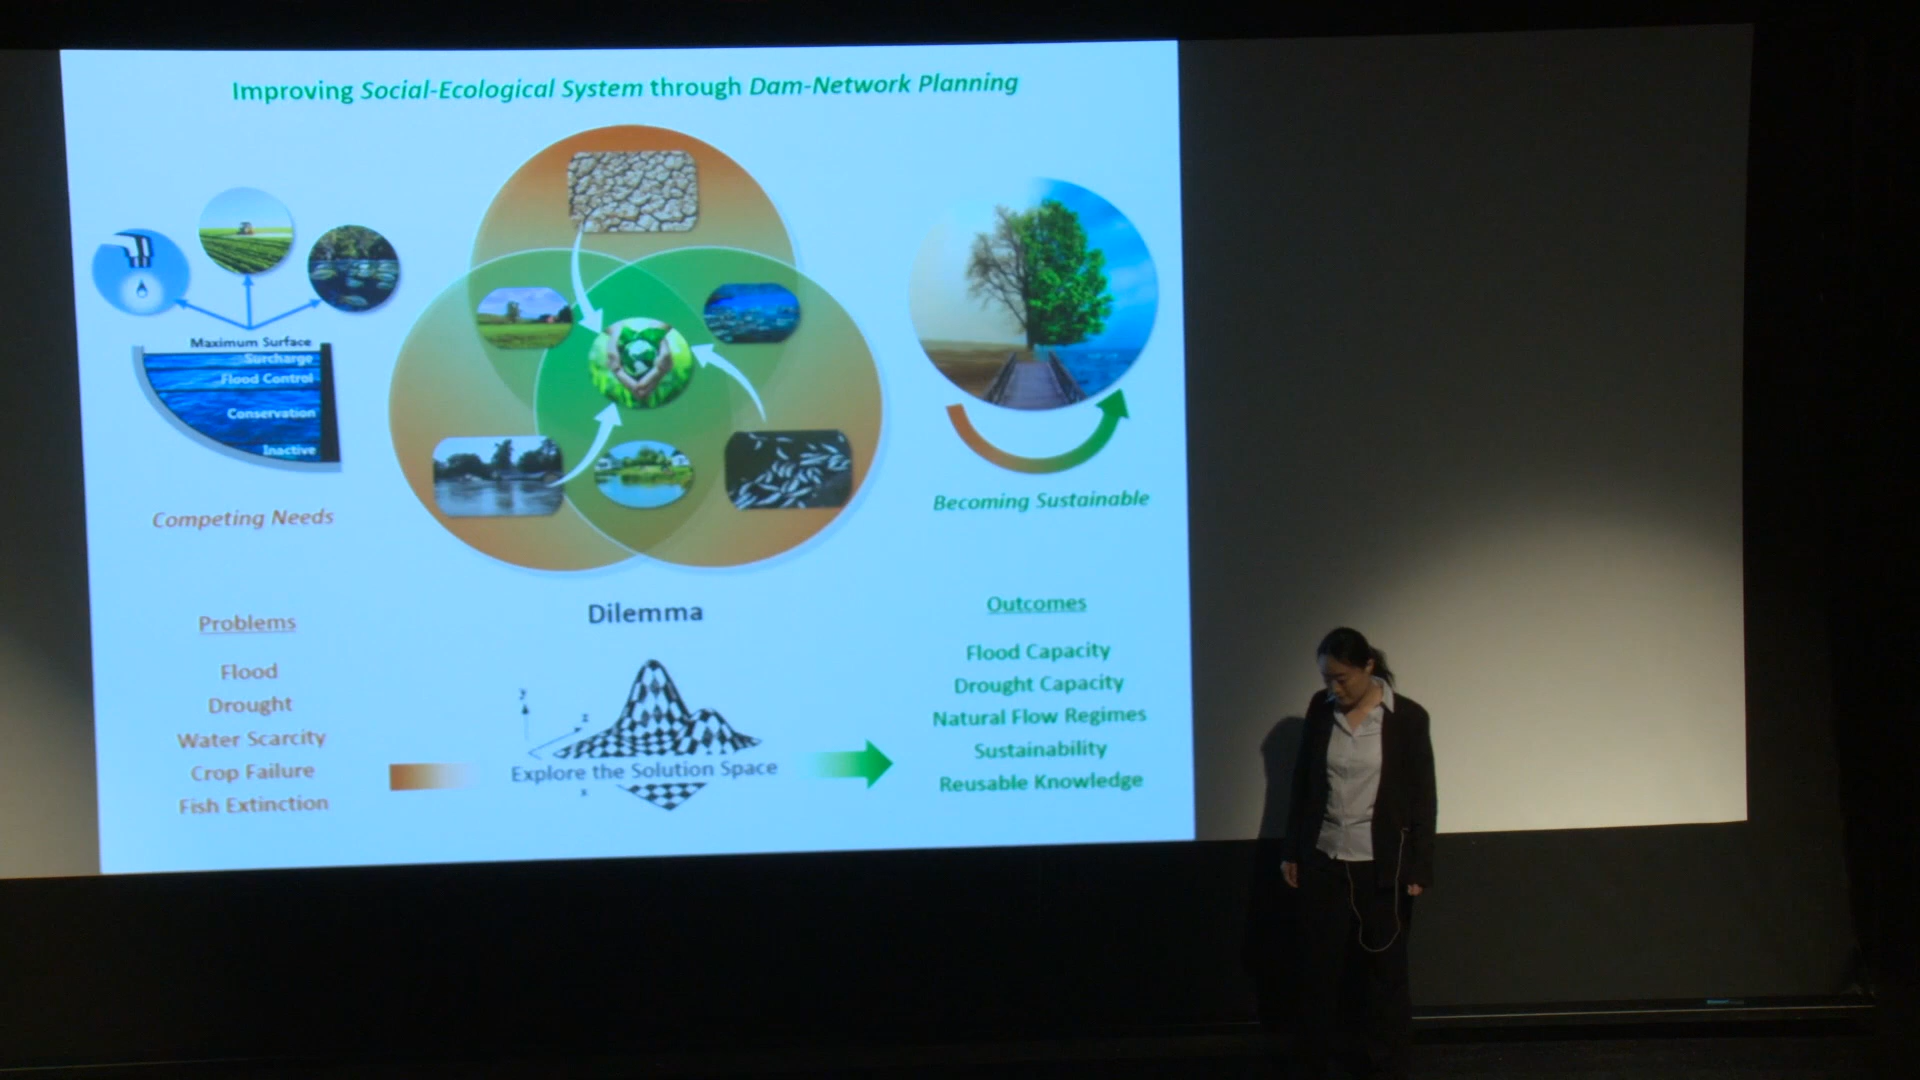 Improving Social-Ecological System through Dam-Network Planning
Maximum Surface
Surcharge
Flood Control
Conservation
Inactive
Competing Needs
Becoming Sustainable
Problems
Flood
Drought
Water Scarcity
Crop Failure
Fish Extinction
Dilemma
y
z
Explore the Solution Space
x
Outcomes
Flood Capacity
Drought Capacity
Natural Flow Regimes
Sustainability
Reusable Knowledge